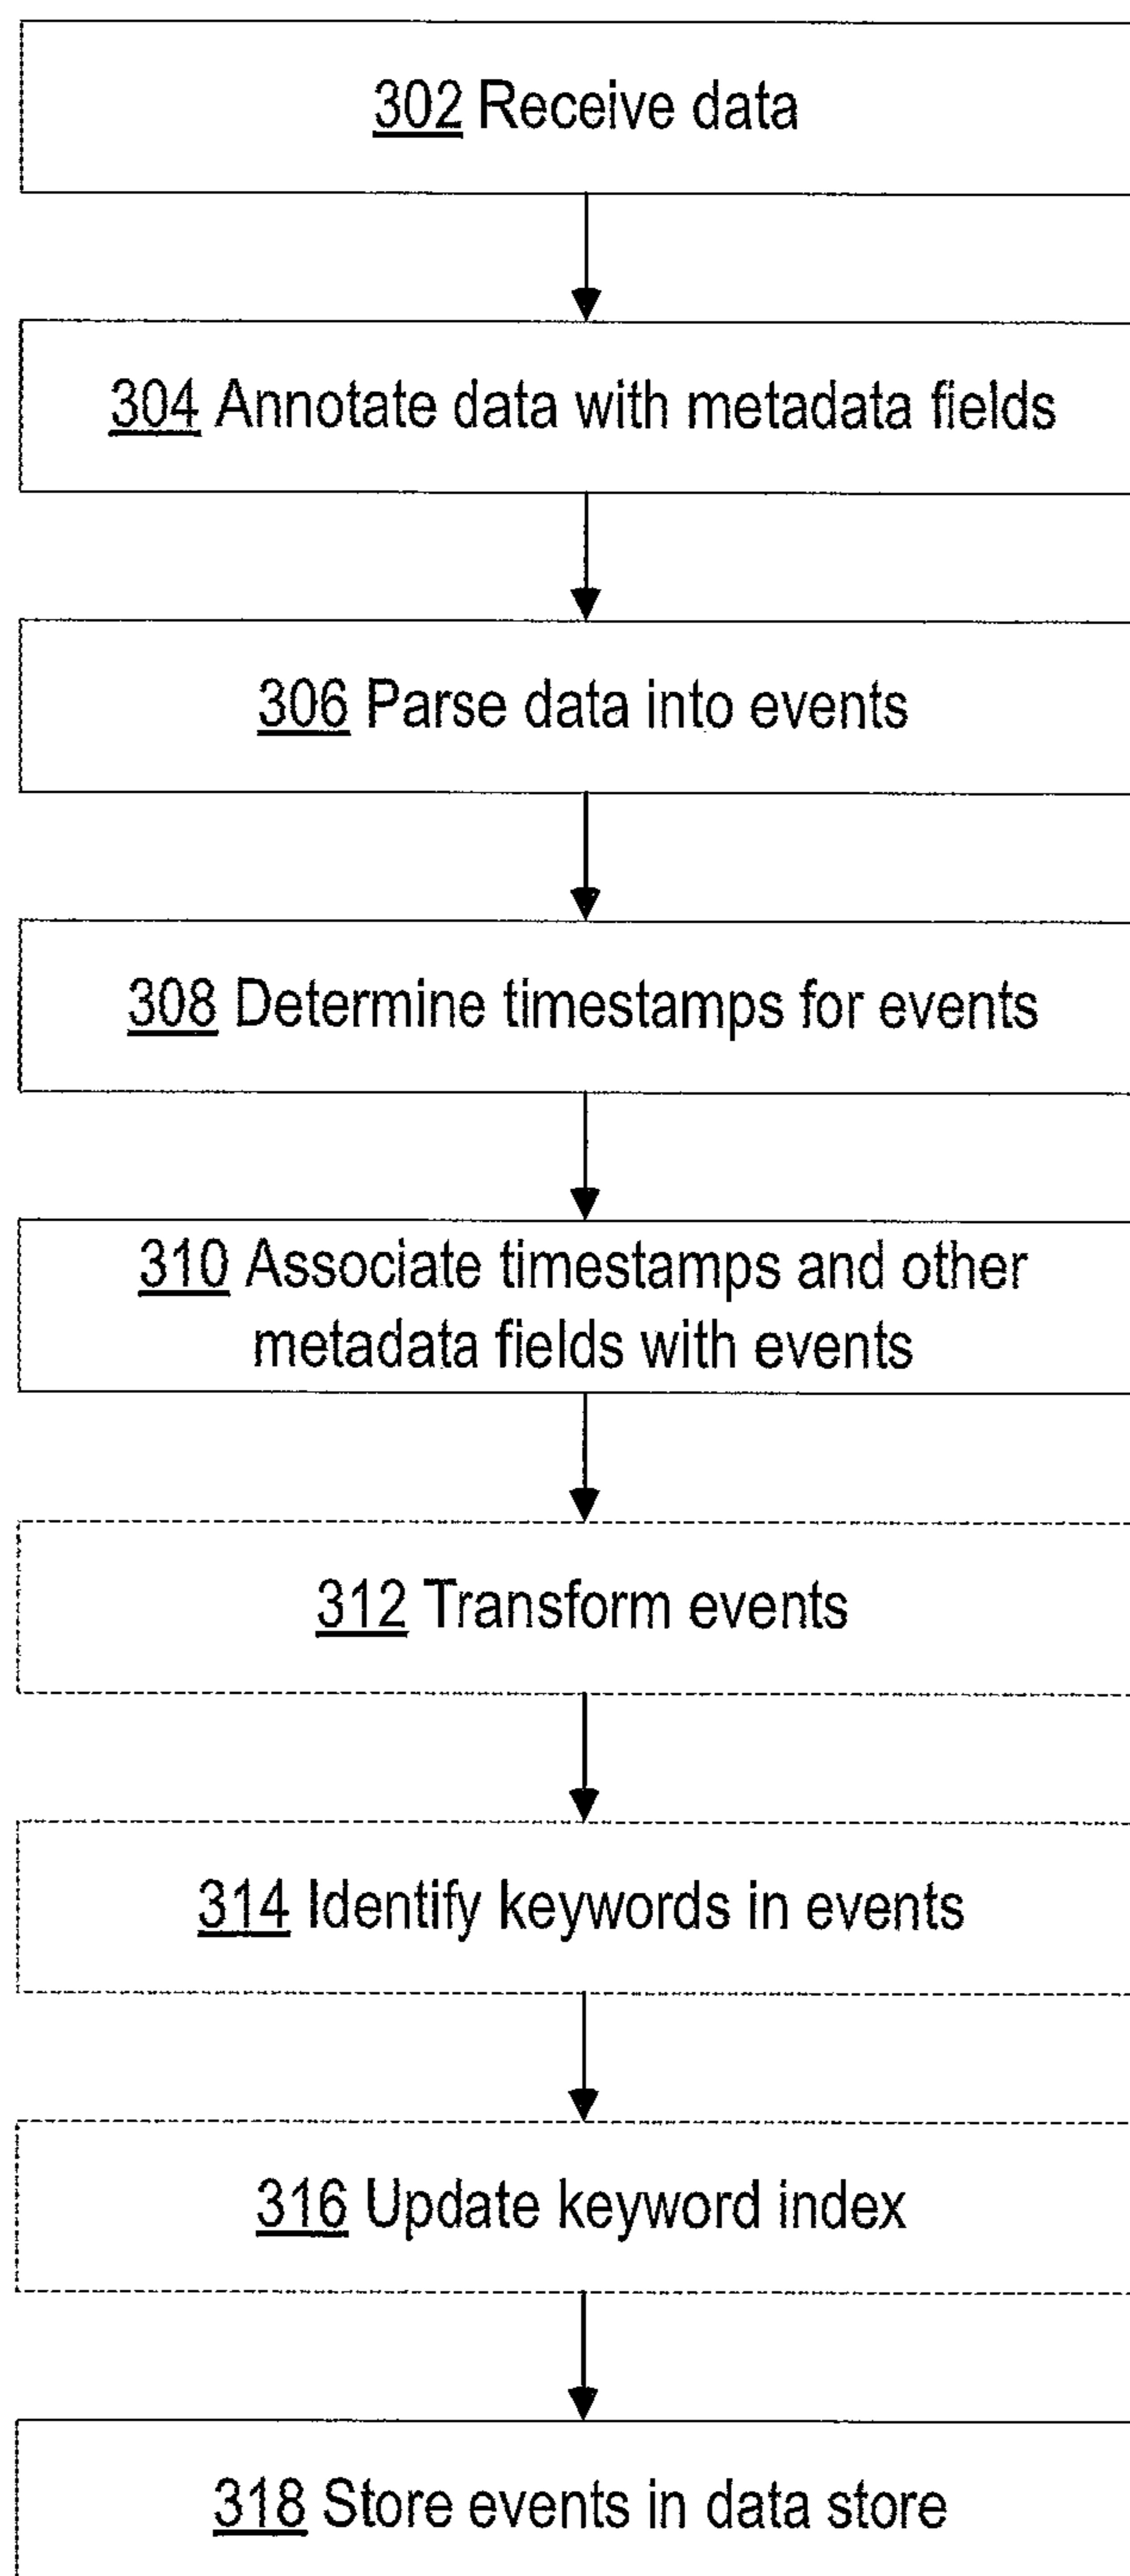 302 Receive data
304 Annotate data with metadata fields
306 Parse data into events
308 Determine timestamps for events
310 Associate timestamps and other
metadata fields with events
312 Transform events
314 Identify keywords in events
316 Update keyword index
318 Store events in data store